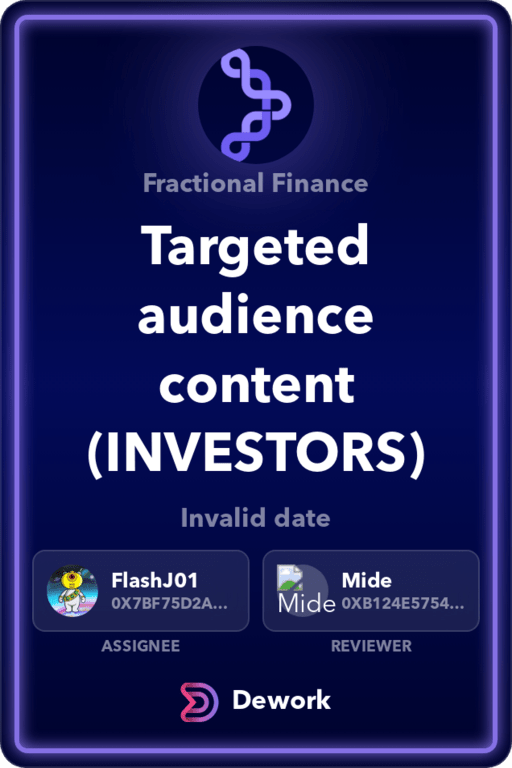 Fractional Finance
Targeted
audience
content
(INVESTORS)
Invalid date
FlashJ01
0X7BF75D2A...
ASSIGNEE
Mide
Mide
0XB124E5754...
REVIEWER
Dework